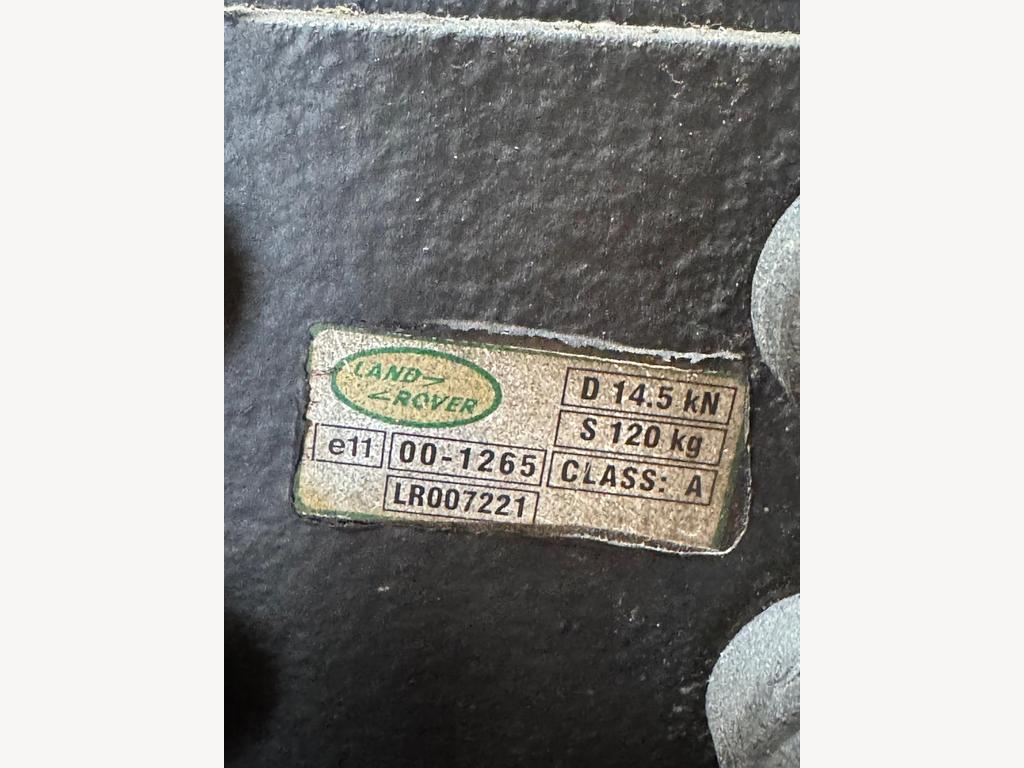 LAND
ROVER
D 14.5 kN
S 120 kg
e11 00-1265 CLASS: A
LR007221